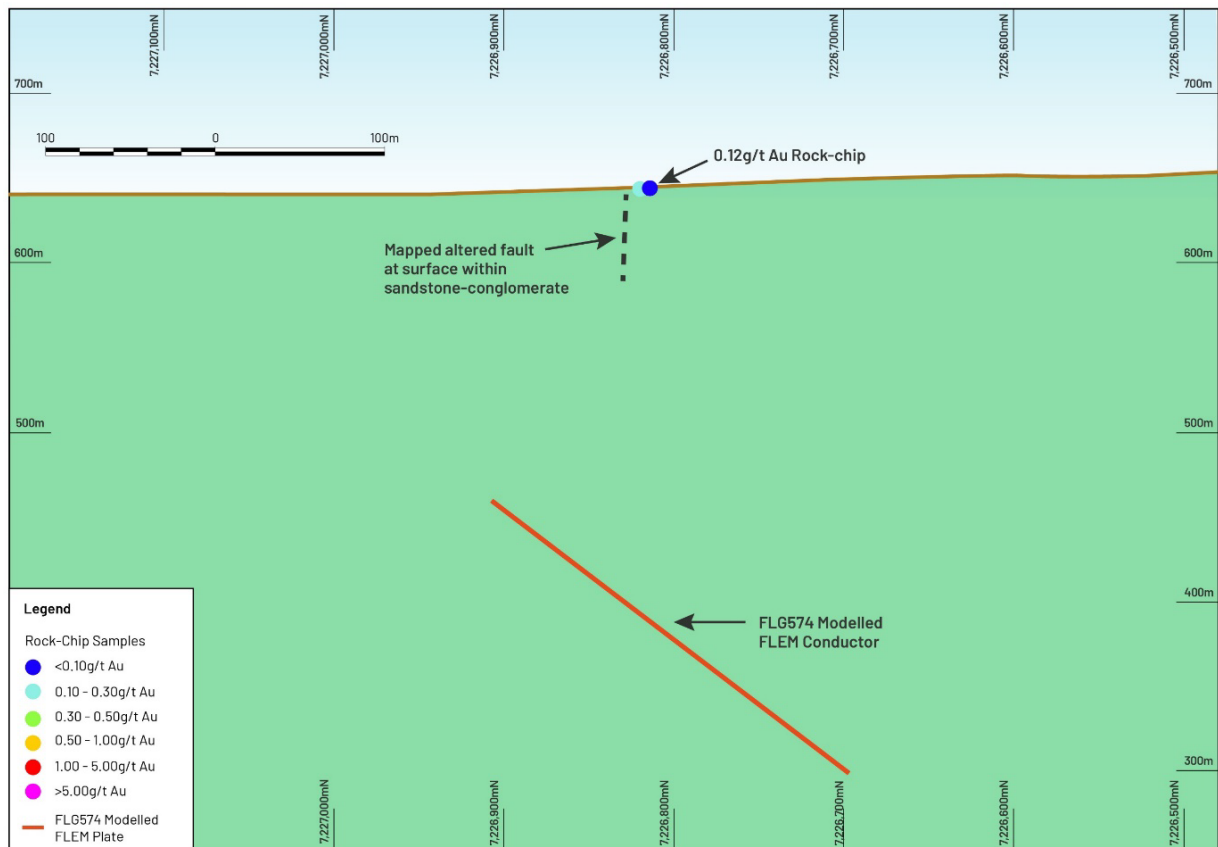 7,227,100mN
7,227,000mN
7,226,900mN
7,226,800mN
7,226,700mN
7,226,600mN
7,226,500mN
700m
700m
100
0
100m
0.12g/t Au Rock-chip
Mapped altered fault
at surface within
sandstone-conglomerate
600m
600m
500m
500m
400m
FLG574 Modelled
FLEM Conductor
300m
Legend
Rock-Chip Samples
<0.10g/t Au
0.10 - 0.30g/t Au
0.30 - 0.50g/t Au
0.50 - 1.00g/t Au
1.00 - 5.00g/t Au
>5.00g/t Au
FLG574 Modelled
FLEM Plate
7,227,000mN
7,226,900mN
7,226,800mN
7,226,700mN
7,226,600mN
7,226,500mN